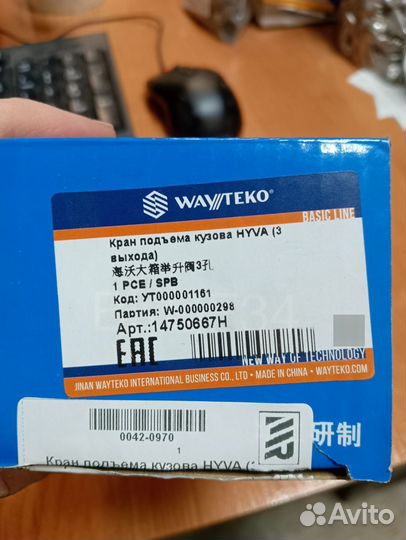 WAYTEKO®
BASIC LINE
Кран подъема кузова HYVA (3
выхода)
海沃大箱举升阀3孔
1 PCE / SPB
Код: УТ000001161
Партия: W-000000298
Арт.:14750667H
EAC
NEW WAY OF TECHNOLOGY
JINAN WAYTEKO INTERNATIONAL BUSINESS CO., LTD • MADE IN CHINA • WAYTEKO.COM
0042-0970
1
Кран подъема кузова HYVA (3
研制
Avito